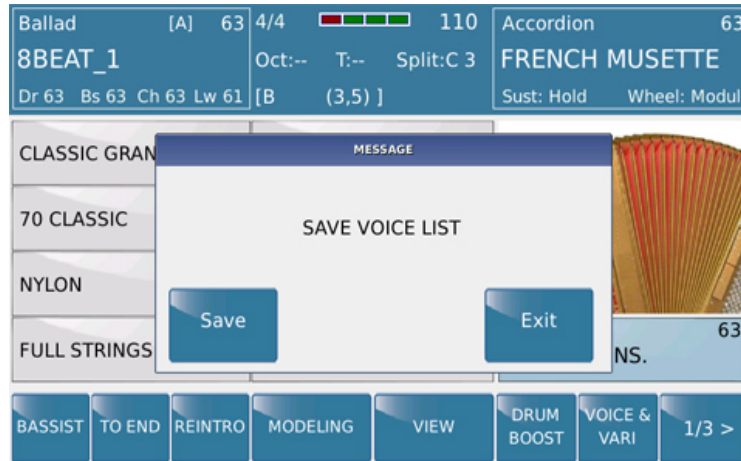 Ballad [A] 63
8BEAT_1
Dr 63 Bs 63 Ch 63 Lw 61
4/4 110
Oct:-- T:-- Split:C 3
[B (3,5) ]
Accordion 63
FRENCH MUSETTE
Sust: Hold Wheel: Modul
CLASSIC GRAN
70 CLASSIC
NYLON
FULL STRINGS
MESSAGE
SAVE VOICE LIST
Save Exit
63
NS.
BASSIST TO END REINTRO MODELING VIEW DRUM BOOST VOICE & VARI 1/3 >